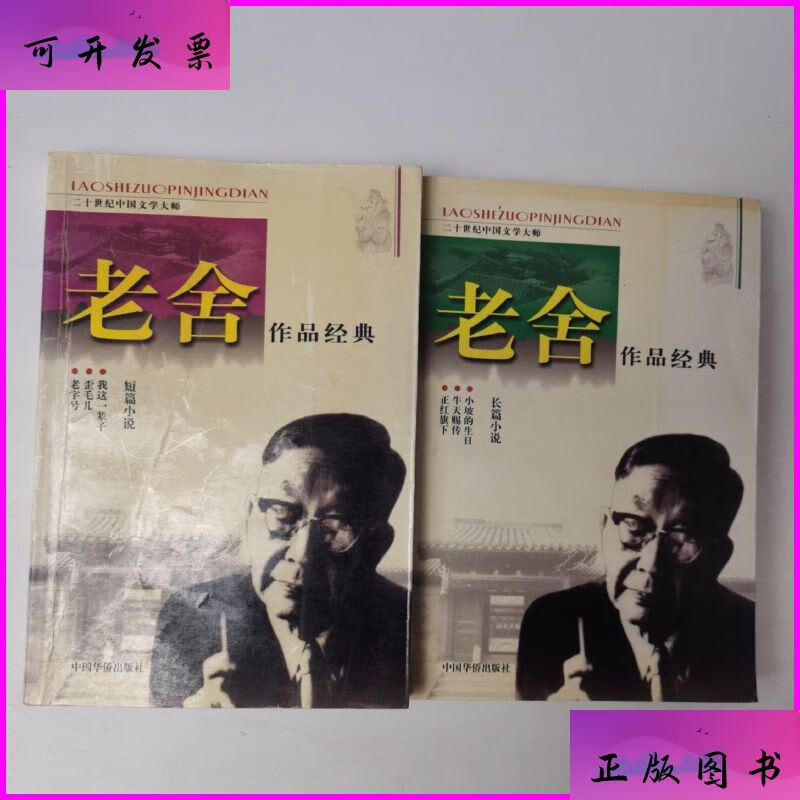 可开发票
LAOSHEZUOPINJINGDIAN
二十世纪中国文学大师
老舍
作品经典
短篇小说
我这一辈子
歪毛儿
老字号
中国华侨出版社
LAOSHEZUOPINJINGDIAN
二十世纪中国文学大师
老舍
作品经典
长篇小说
小坡的生日
牛天赐传
正红旗下
中国华侨出版社
正版图书